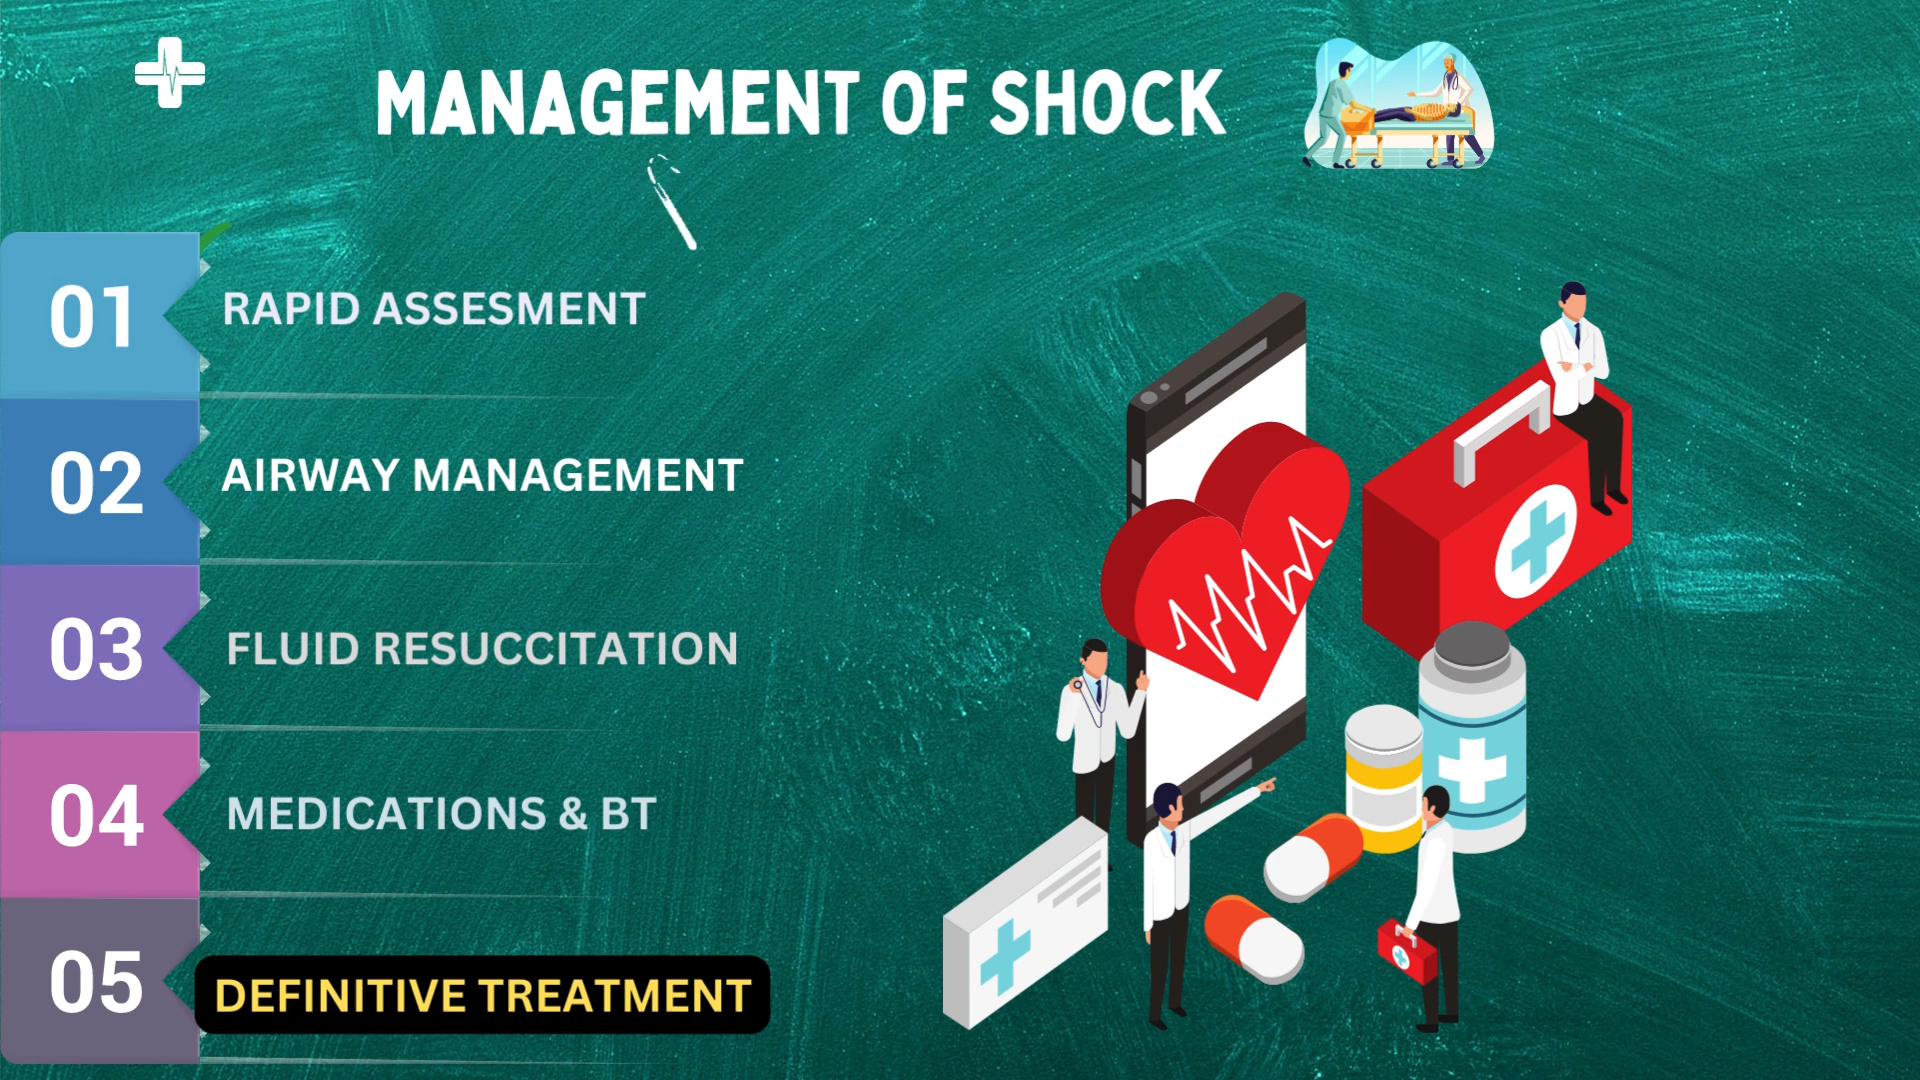 MANAGEMENT OF SHOCK
01
RAPID ASSESMENT
02
AIRWAY MANAGEMENT
03
FLUID RESUCCITATION
04
MEDICATIONS & BT
05
DEFINITIVE TREATMENT